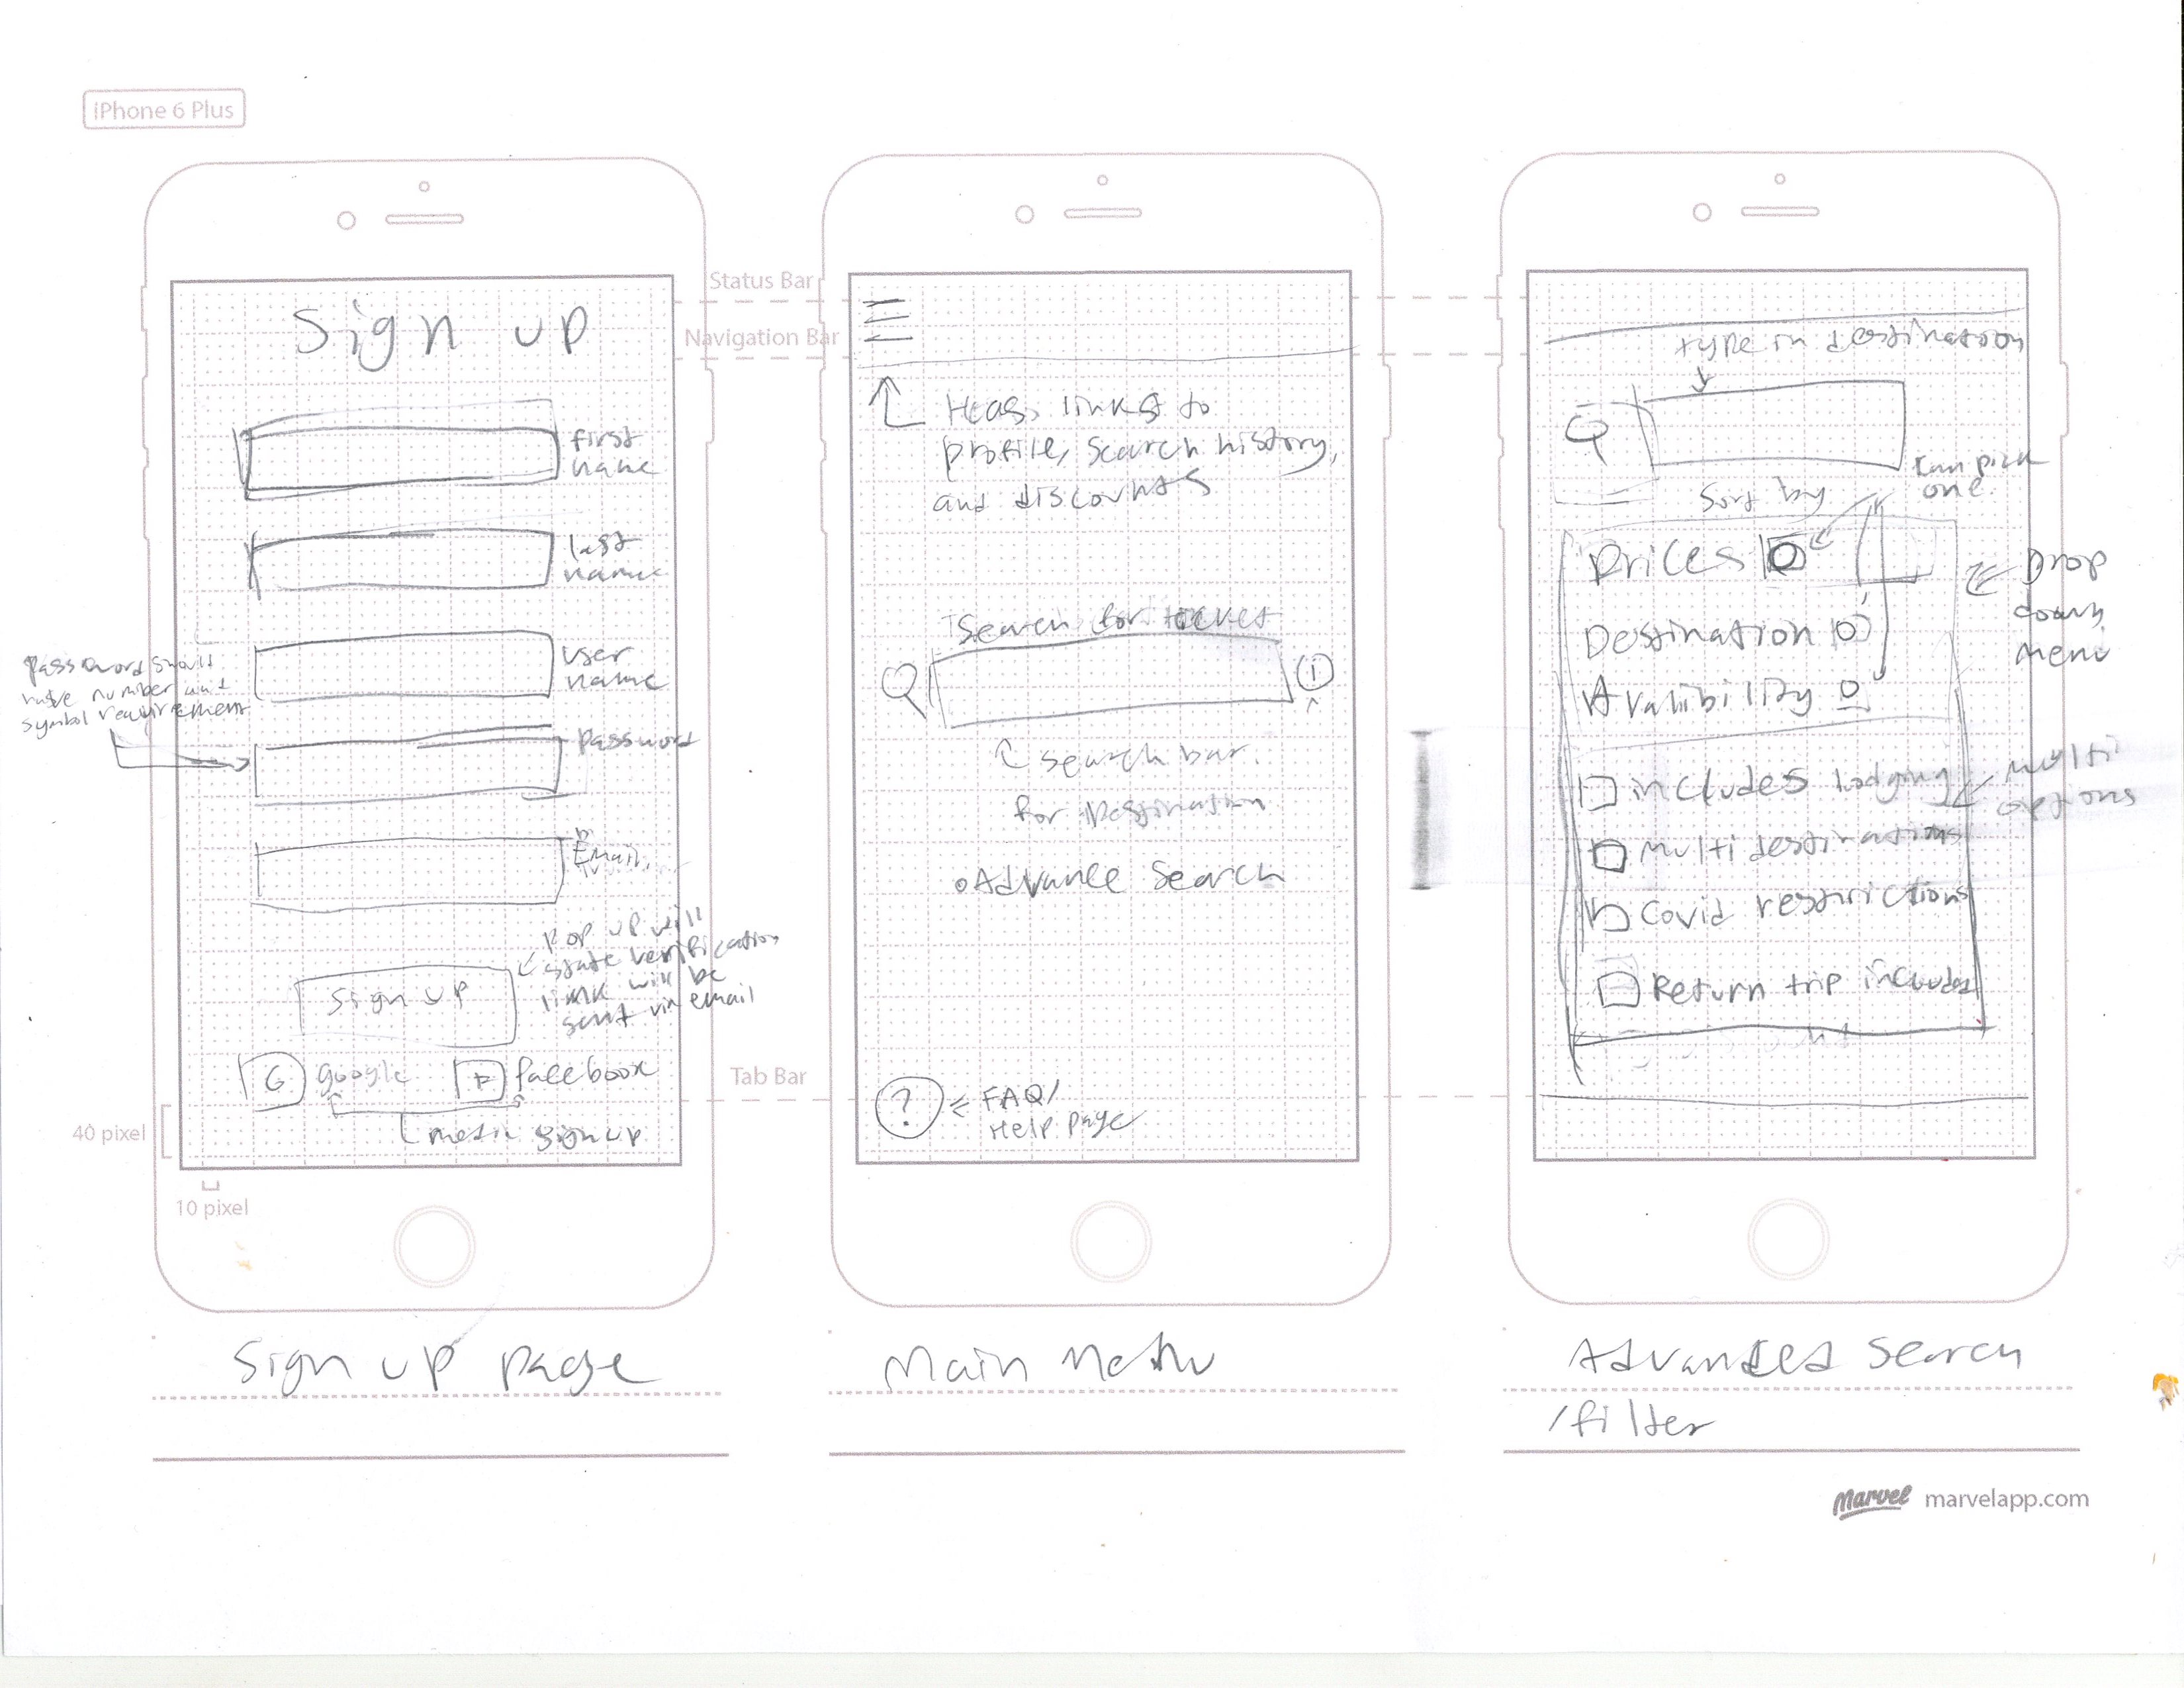 iPhone 6 Plus
Status Bar
Navigation Bar
Tab Bar
40 pixel
10 pixel
Sign up
first
name
last
name
user
name
password should
have number and
symbol requirement
password
Email
Pop up will
state verification
link will be
sent via email
sign up
G google
F facebook
media sign up
Sign up page
Has links to
profile, search history,
and discounts
Search for ticket
i
search bar
for Destination
Advance Search
?
FAQ/
Help page
Main Menu
type in destination
can pick
one.
Sort by
Prices
Destination
Avalibility
Drop
down
menu
includes lodging
multi
options
multi destinations
Covid restrictions
Return trip included
Advanced Search
/filter
Marvel marvelapp.com